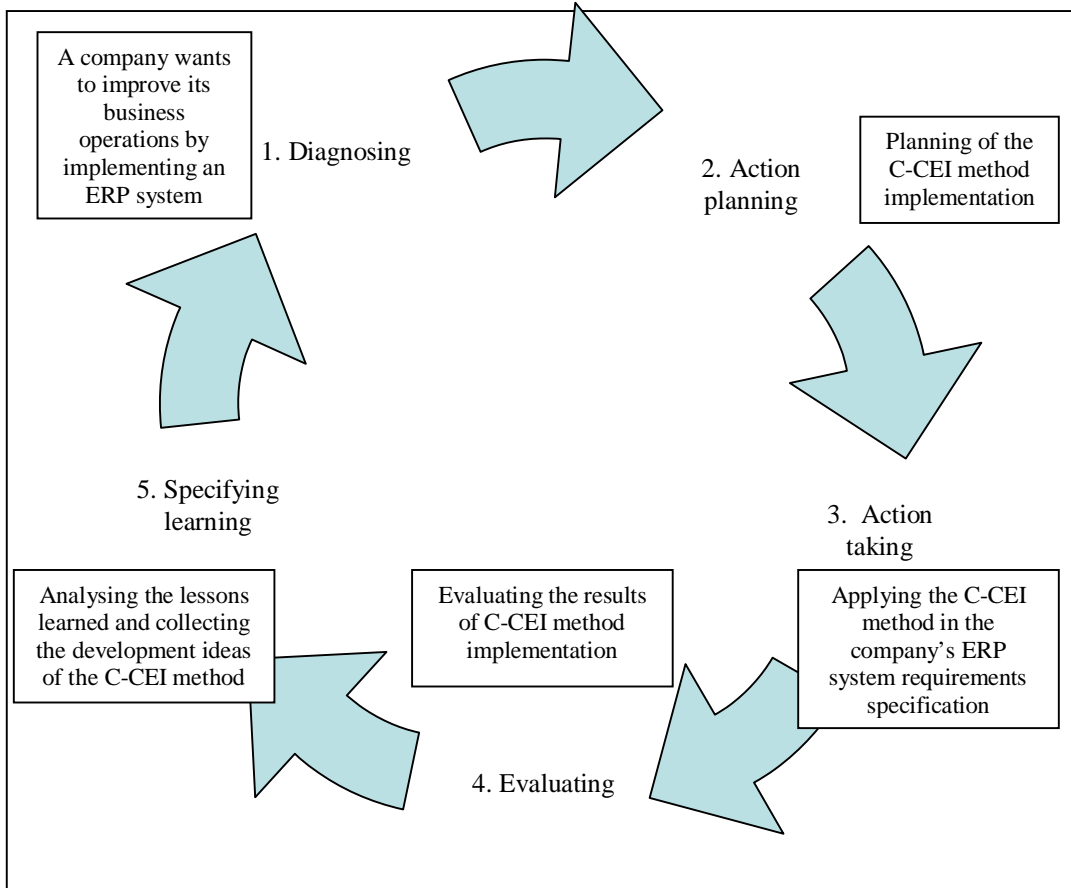 A company wants
to improve its
business
operations by
implementing an
ERP system
1. Diagnosing
2. Action
planning
Planning of the
C-CEI method
implementation
3. Action
taking
Applying the C-CEI
method in the
company’s ERP
system requirements
specification
Evaluating the results
of C-CEI method
implementation
4. Evaluating
5. Specifying
learning
Analysing the lessons
learned and collecting
the development ideas
of the C-CEI method